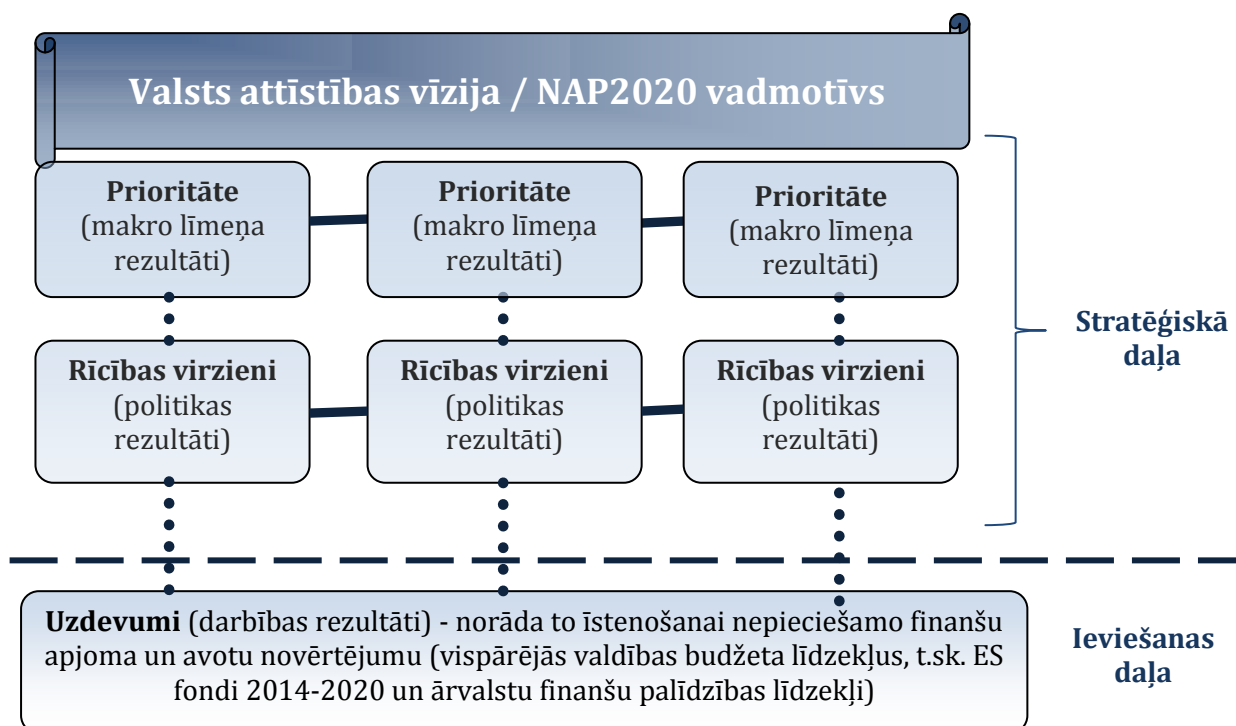 Valsts attīstības vīzija / NAP2020 vadmotīvs
Prioritāte
(makro līmeņa
rezultāti)
Prioritāte
(makro līmeņa
rezultāti)
Prioritāte
(makro līmeņa
rezultāti)
Rīcības virzieni
(politikas
rezultāti)
Rīcības virzieni
(politikas
rezultāti)
Rīcības virzieni
(politikas
rezultāti)
Stratēģiskā
daļa
Uzdevumi (darbības rezultāti) - norāda to īstenošanai nepieciešamo finanšu
apjoma un avotu novērtējumu (vispārējās valdības budžeta līdzekļus, t.sk. ES
fondi 2014-2020 un ārvalstu finanšu palīdzības līdzekļi)
Ieviešanas
daļa